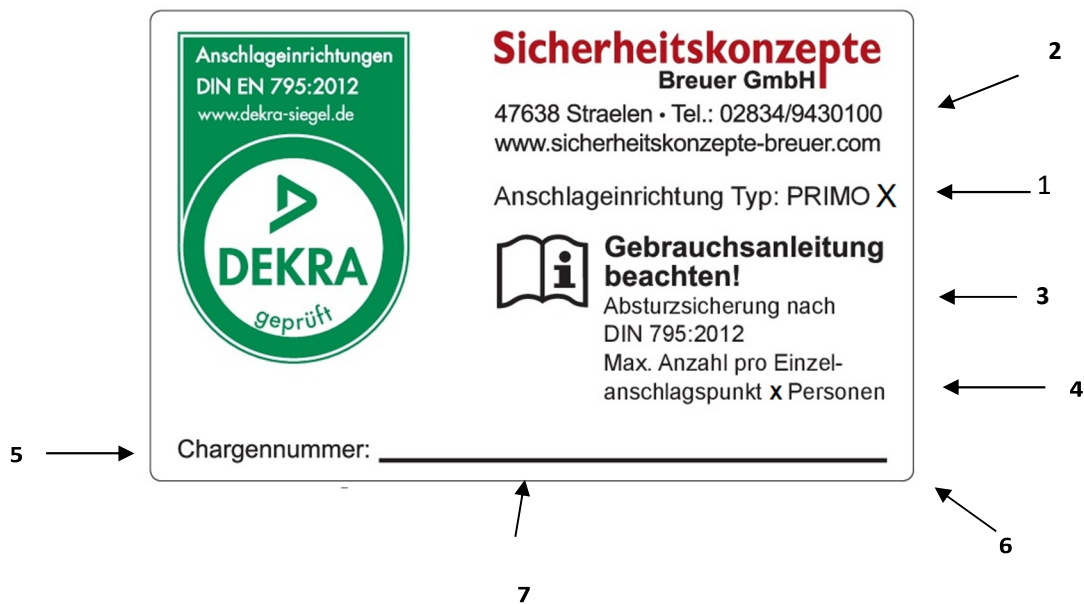 Anschlageinrichtungen
DIN EN 795:2012
www.dekra-siegel.de
DEKRA
geprüft
Sicherheitskonzepte
Breuer GmbH
47638 Straelen • Tel.: 02834/9430100
www.sicherheitskonzepte-breuer.com
Anschlageinrichtung Typ: PRIMO X
Gebrauchsanleitung
beachten!
Absturzsicherung nach
DIN 795:2012
Max. Anzahl pro Einzel-
anschlagspunkt x Personen
Chargennummer:
2
1
3
4
5
6
7